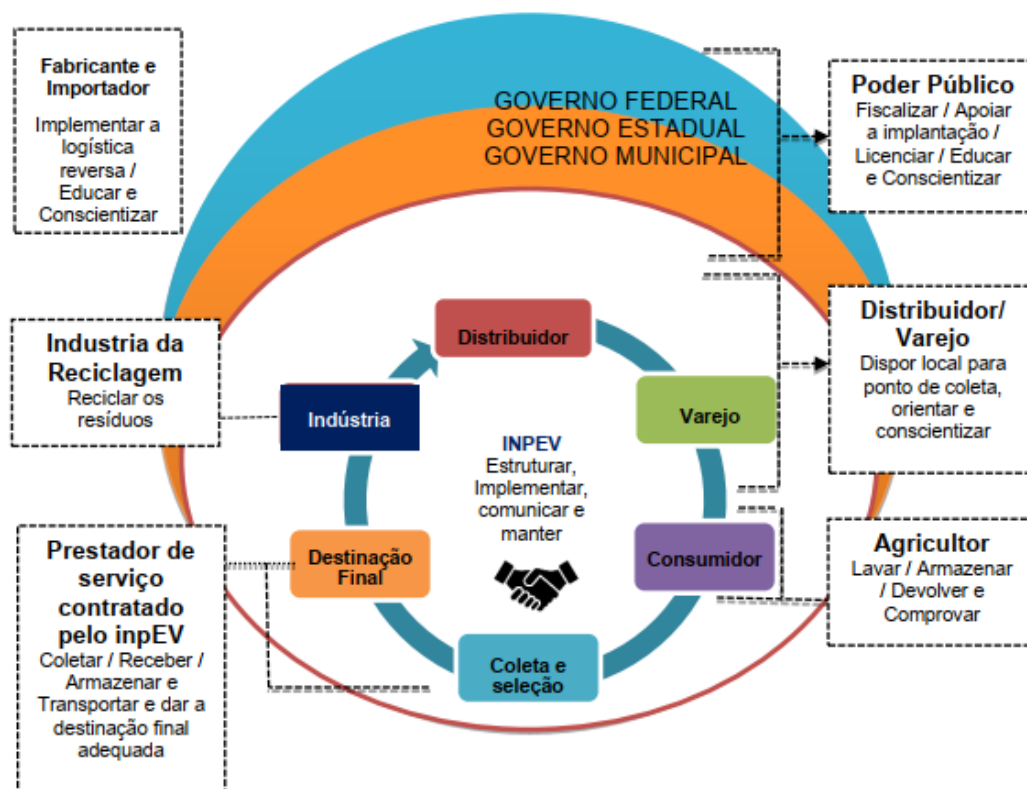 Fabricante e
Importador
Implementar a
logística
reversa /
Educar e
Conscientizar
GOVERNO FEDERAL
GOVERNO ESTADUAL
GOVERNO MUNICIPAL
Poder Público
Fiscalizar / Apoiar
a implantação /
Licenciar / Educar
e Conscientizar
Industria da
Reciclagem
Reciclar os
resíduos
Distribuidor
Indústria
Varejo
Distribuidor/
Varejo
Dispor local para
ponto de coleta,
orientar e
conscientizar
INPEV
Estruturar,
Implementar,
comunicar e
manter
Prestador de
serviço
contratado
pelo inpEV
Coletar / Receber /
Armazenar e
Transportar e dar a
destinação final
adequada
Destinação
Final
Consumidor
Agricultor
Lavar / Armazenar
/ Devolver e
Comprovar
Coleta e
seleção